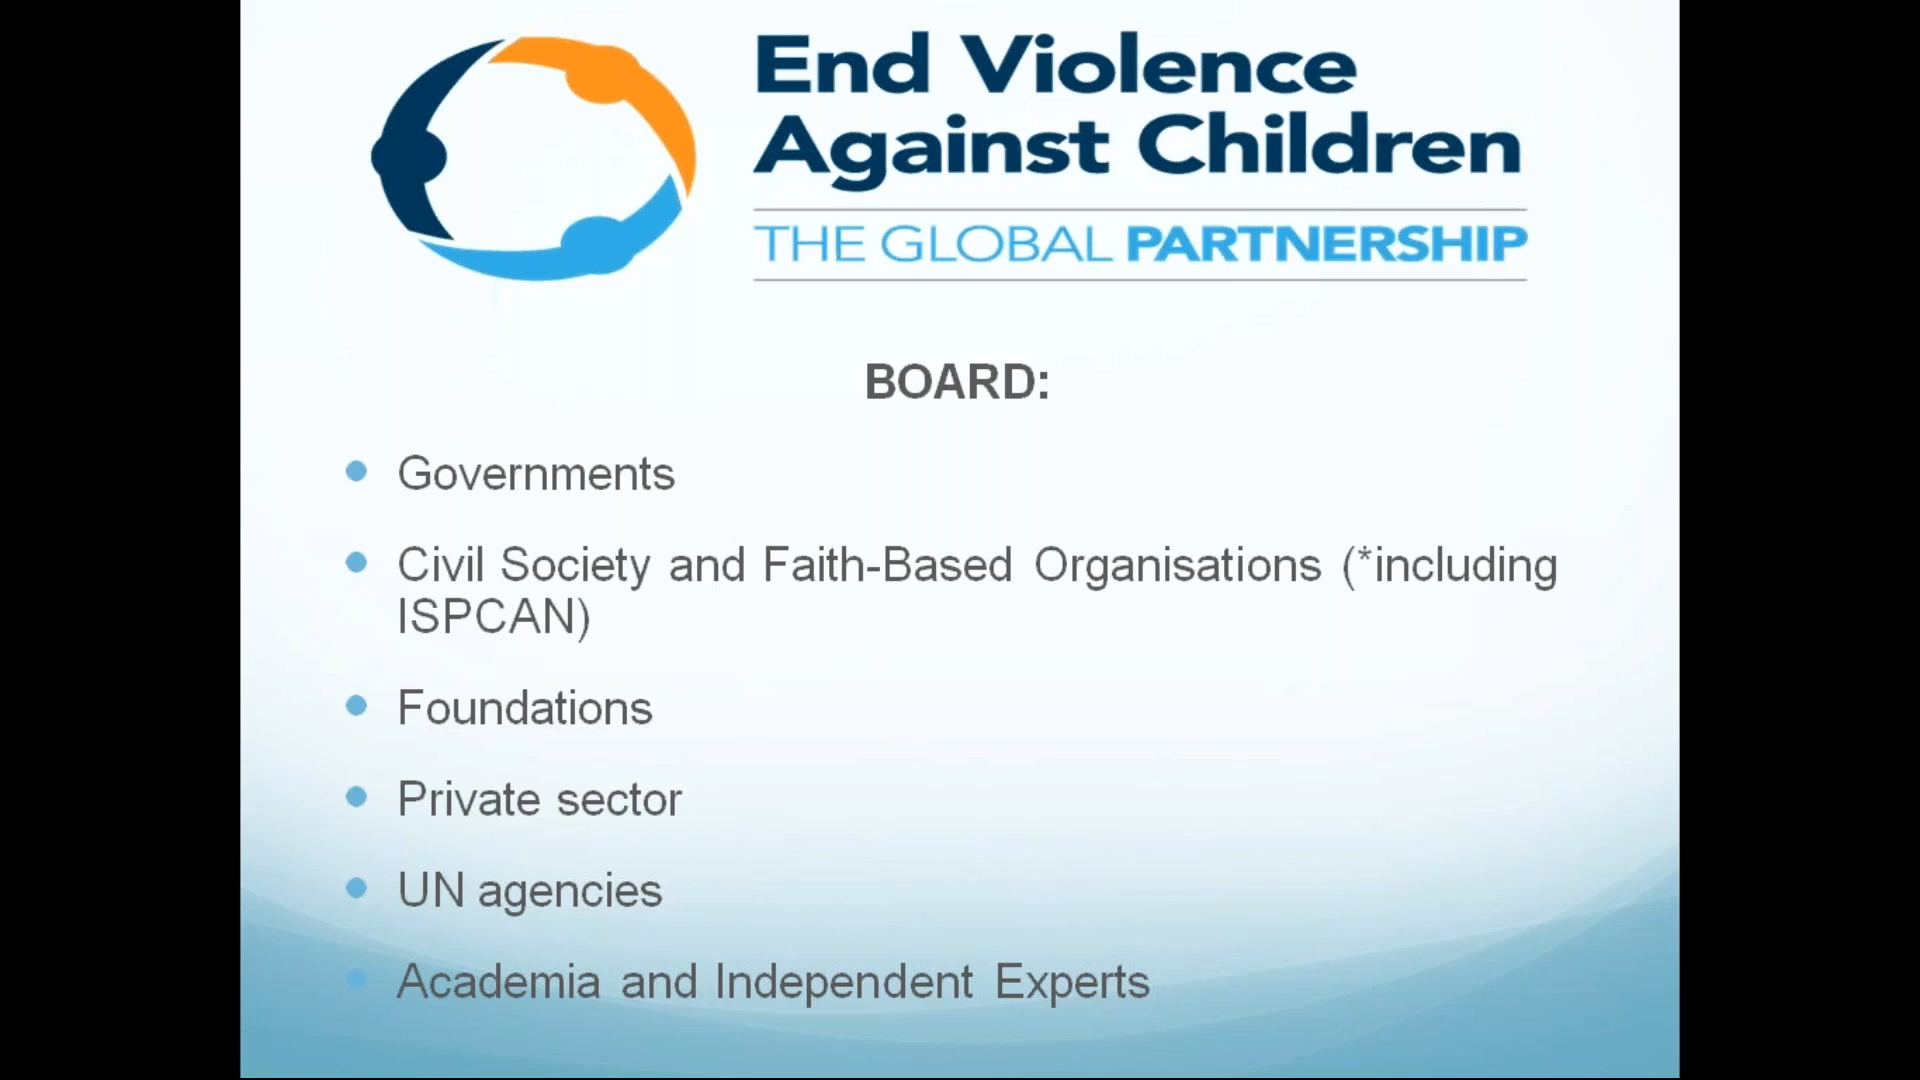 End Violence
Against Children
THE GLOBAL PARTNERSHIP
BOARD:
Governments
Civil Society and Faith-Based Organisations (*including
ISPCAN)
Foundations
Private sector
UN agencies
Academia and Independent Experts